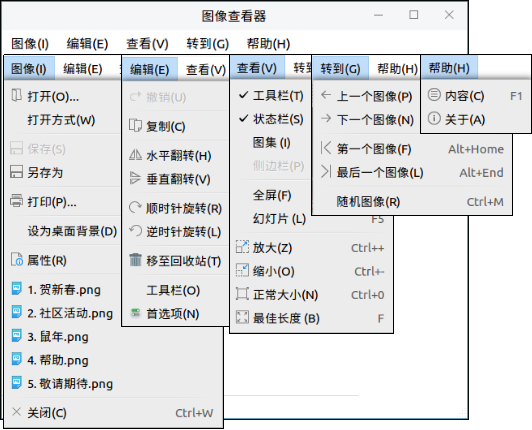 图像查看器
图像(I) 编辑(E) 查看(V) 转到(G) 帮助(H)
图像(I) 编辑(E)
打开(O)...
打开方式(W)
保存(S)
另存为
打印(P)...
设为桌面背景(D)
属性(R)
1. 贺新春.png
2. 社区活动.png
3. 鼠年.png
4. 帮助.png
5. 敬请期待.png
关闭(C) Ctrl+W
编辑(E) 查看(V)
撤销(U)
复制(C)
水平翻转(H)
垂直翻转(V)
顺时针旋转(R)
逆时针旋转(L)
移至回收站(T)
工具栏(O)
首选项(N)
查看(V) 转
工具栏(T)
状态栏(S)
图集 (I)
侧边栏(P)
全屏(F)
幻灯片 (L) F5
放大(Z) Ctrl++
缩小(O) Ctrl+-
正常大小(N) Ctrl+0
最佳长度 (B) F
转到(G) 帮助(H)
上一个图像(P)
下一个图像(N)
第一个图像(F) Alt+Home
最后一个图像(L) Alt+End
随机图像(R) Ctrl+M
帮助(H)
内容(C) F1
关于(A)